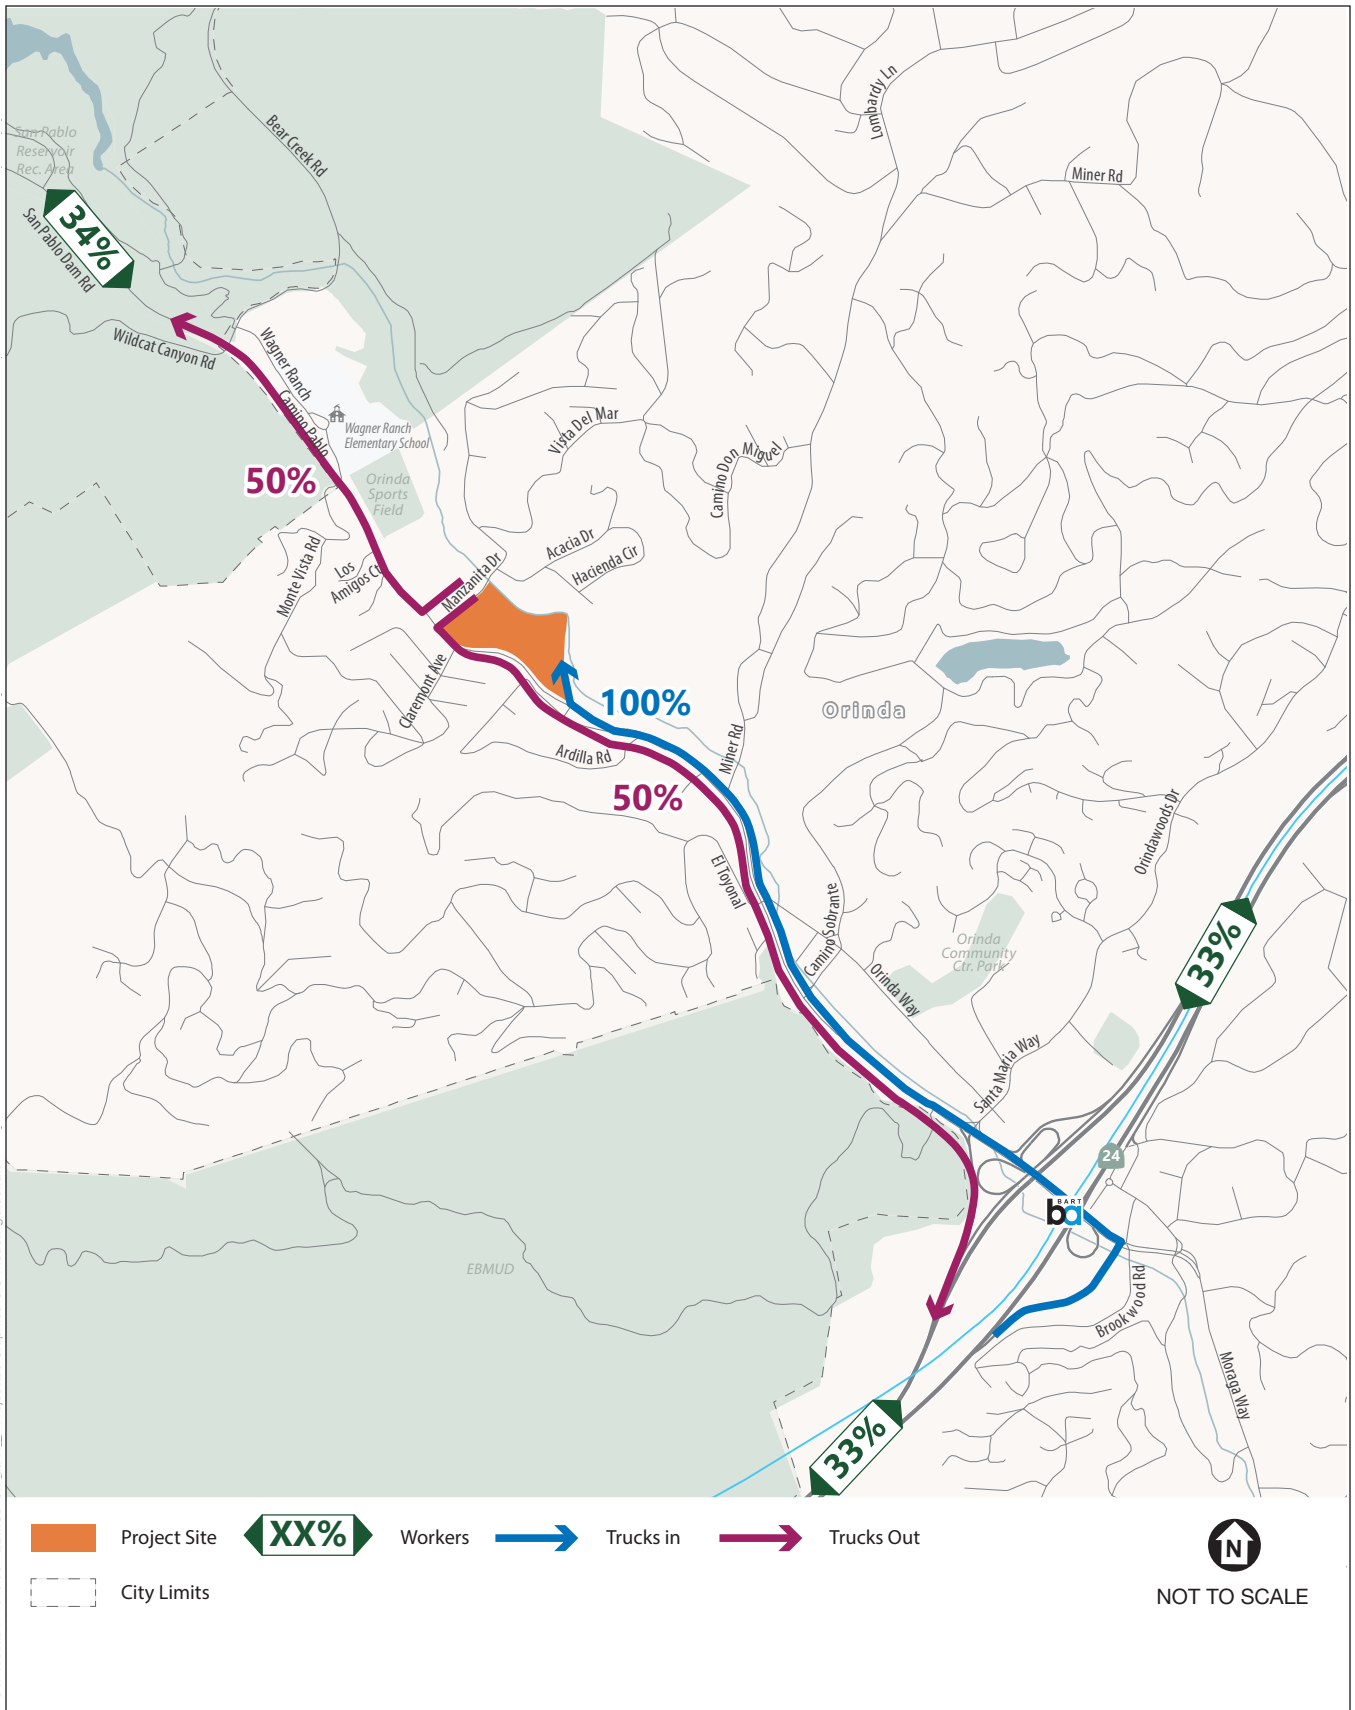 Lombardy Ln
Bear Creek Rd
San Pablo
Reservoir
Rec. Area
Miner Rd
34%
San Pablo Dam Rd
Wildcat Canyon Rd
Wagner Ranch
Camino Pablo
Wagner Ranch
Elementary School
Vista Del Mar
Camino Don Miguel
50%
Orinda
Sports
Field
Monte Vista Rd
Los
Amigos Ct
Manzanita Dr
Acacia Dr
Hacienda Cir
Claremont Ave
100%
Orinda
Ardilla Rd
Miner Rd
50%
Orindawoods Dr
El Toyonal
Camino Sobrante
Orinda Way
Orinda
Community
Ctr. Park
33%
Santa Maria Way
24
BART
ba
EBMUD
Brookwood Rd
Moraga Way
33%
Project Site
XX%
Workers
Trucks in
Trucks Out
City Limits
N
NOT TO SCALE